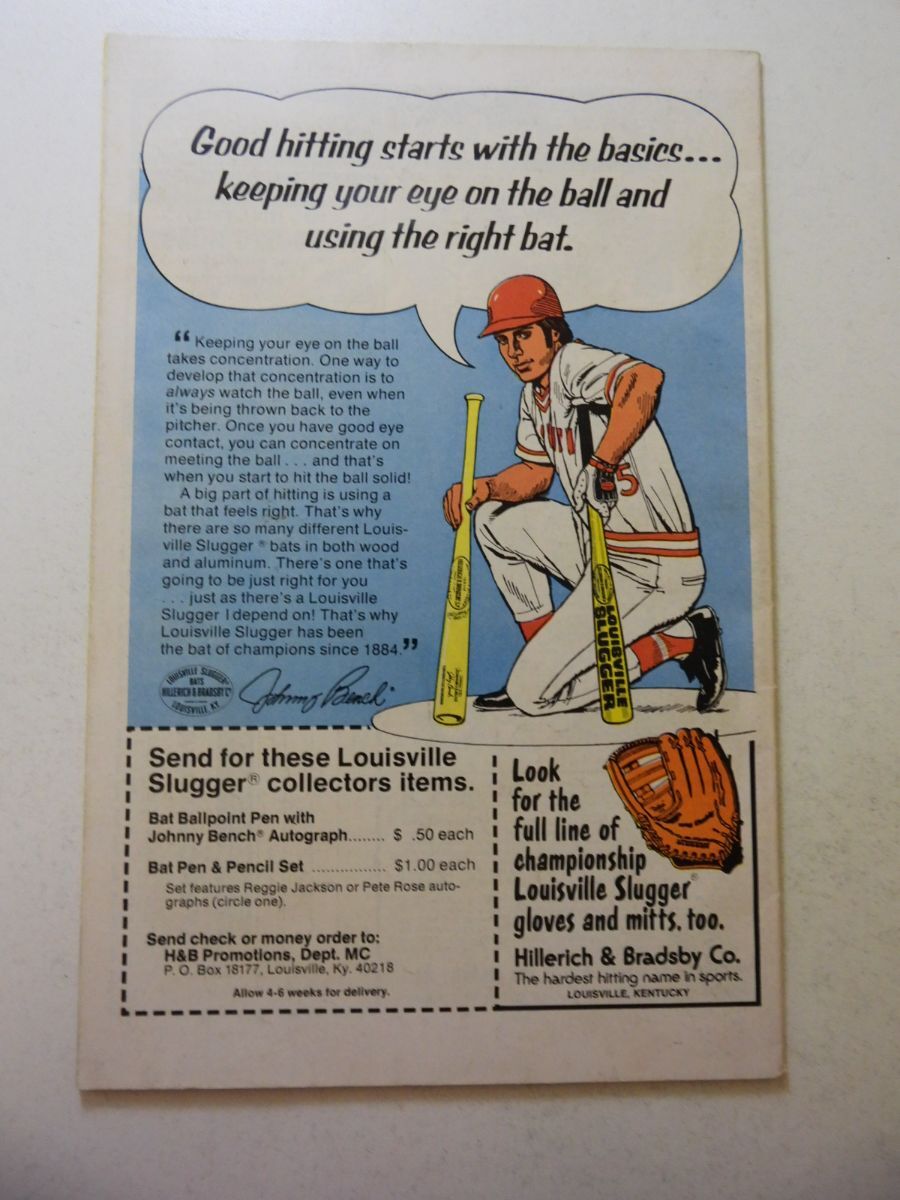 Good hitting starts with the basics...
keeping your eye on the ball and
using the right bat.
“Keeping your eye on the ball
takes concentration. One way to
develop that concentration is to
always watch the ball, even when
it's being thrown back to the
pitcher. Once you have good eye
contact, you can concentrate on
meeting the ball . . . and that's
when you start to hit the ball solid!
A big part of hitting is using a
bat that feels right. That's why
there are so many different Louis-
ville Slugger® bats in both wood
and aluminum. There's one that's
going to be just right for you
. . . just as there's a Louisville
Slugger I depend on! That's why
Louisville Slugger has been
the bat of champions since 1884.”
LOUISVILLE SLUGGER
BATS
HILLERICH & BRADSBY Co
LOUISVILLE, KY.
Johnny Bench
5
LOUISVILLE
SLUGGER
Send for these Louisville
Slugger® collectors items.
Bat Ballpoint Pen with
Johnny Bench® Autograph........ $ .50 each
Bat Pen & Pencil Set ................. $1.00 each
Set features Reggie Jackson or Pete Rose auto-
graphs (circle one).
Send check or money order to:
H&B Promotions, Dept. MC
P. O. Box 18177, Louisville, Ky. 40218
Allow 4-6 weeks for delivery.
Look
for the
full line of
championship
Louisville Slugger®
gloves and mitts, too.
Hillerich & Bradsby Co.
The hardest hitting name in sports.
LOUISVILLE, KENTUCKY